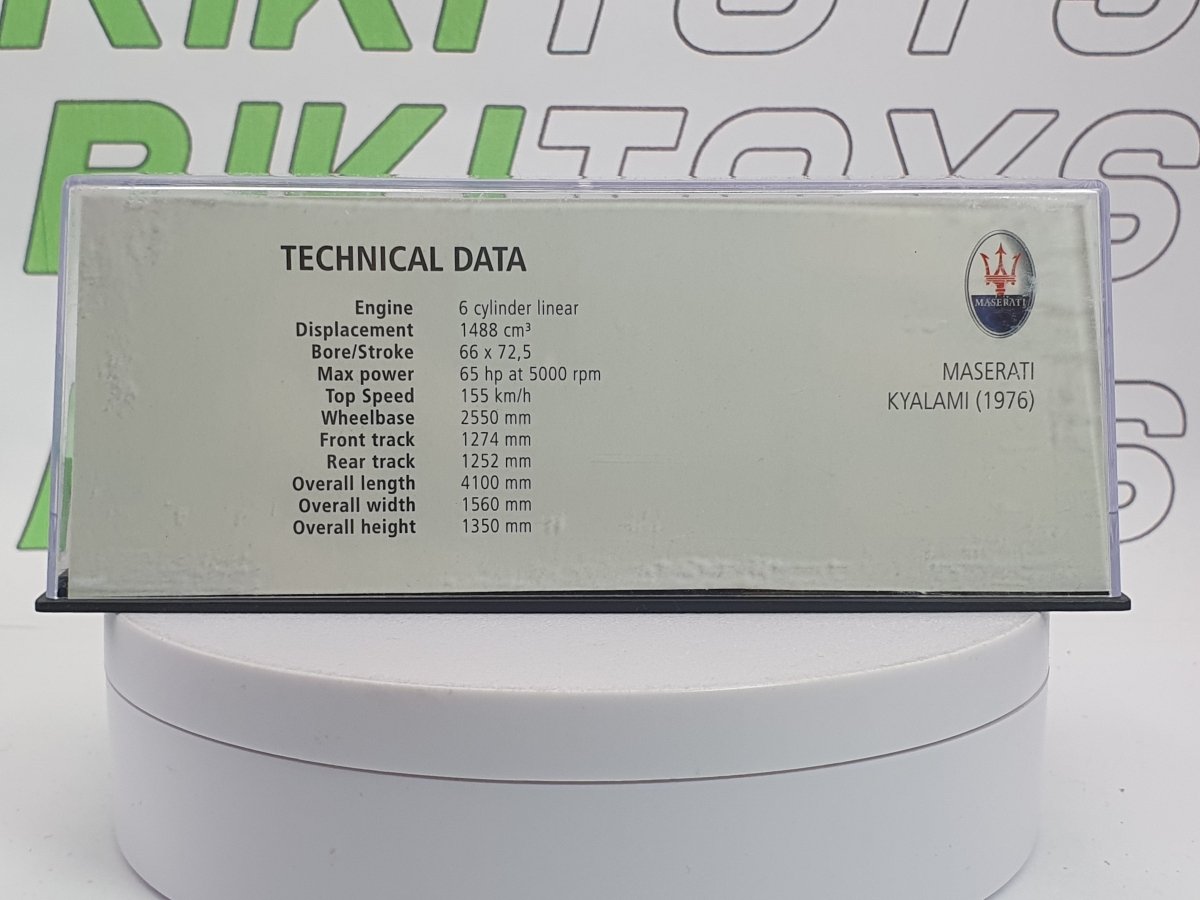 RIKITOYS
RIKITOYS
TECHNICAL DATA
Engine 6 cylinder linear
Displacement 1488 cm³
Bore/Stroke 66 x 72,5
Max power 65 hp at 5000 rpm
Top Speed 155 km/h
Wheelbase 2550 mm
Front track 1274 mm
Rear track 1252 mm
Overall length 4100 mm
Overall width 1560 mm
Overall height 1350 mm
MASERATI
MASERATI
KYALAMI (1976)